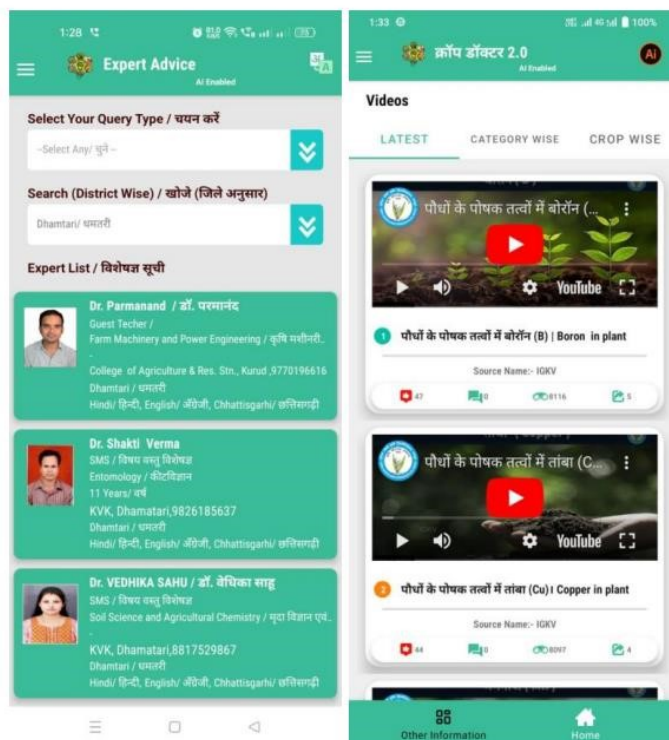 1:28
Expert Advice
Ai Enabled
Select Your Query Type / चयन करें
--Select Any/ चुने --
Search (District Wise) / खोजे (जिले अनुसार)
Dhamtari/ धमतरी
Expert List / विशेषज्ञ सूची
Dr. Parmanand / डॉ. परमानंद
Guest Techer /
Farm Machinery and Power Engineering / कृषि मशीनरी..
-
College of Agriculture & Res. Stn., Kurud ,9770196616
Dhamtari / धमतरी
Hindi/ हिन्दी, English/ अँग्रेजी, Chhattisgarhi/ छत्तिसगढ़ी
Dr. Shakti Verma
SMS / विषय वस्तु विशेषज्ञ
Entomology / कीटविज्ञान
11 Years/ वर्ष
KVK, Dhamatari,9826185637
Dhamtari / धमतरी
Hindi/ हिन्दी, English/ अँग्रेजी, Chhattisgarhi/ छत्तिसगढ़ी
Dr. VEDHIKA SAHU / डॉ. वेधिका साहू
SMS / विषय वस्तु विशेषज्ञ
Soil Science and Agricultural Chemistry / मृदा विज्ञान एवं..
-
KVK, Dhamatari,8817529867
Dhamtari / धमतरी
Hindi/ हिन्दी, English/ अँग्रेजी, Chhattisgarhi/ छत्तिसगढ़ी
1:33
4G 100%
क्रॉप डॉक्टर 2.0
Ai Enabled
Ai
Videos
LATEST CATEGORY WISE CROP WISE
पौधों के पोषक तत्वों में बोरॉन (...
YouTube
1 पौधों के पोषक तत्वों में बोरॉन (B) | Boron in plant
Source Name:- IGKV
47 0 8116 5
पौधों के पोषक तत्वों में तांबा (C...
YouTube
2 पौधों के पोषक तत्वों में तांबा (Cu)। Copper in plant
Source Name:- IGKV
44 0 8097 4
Other Information Home